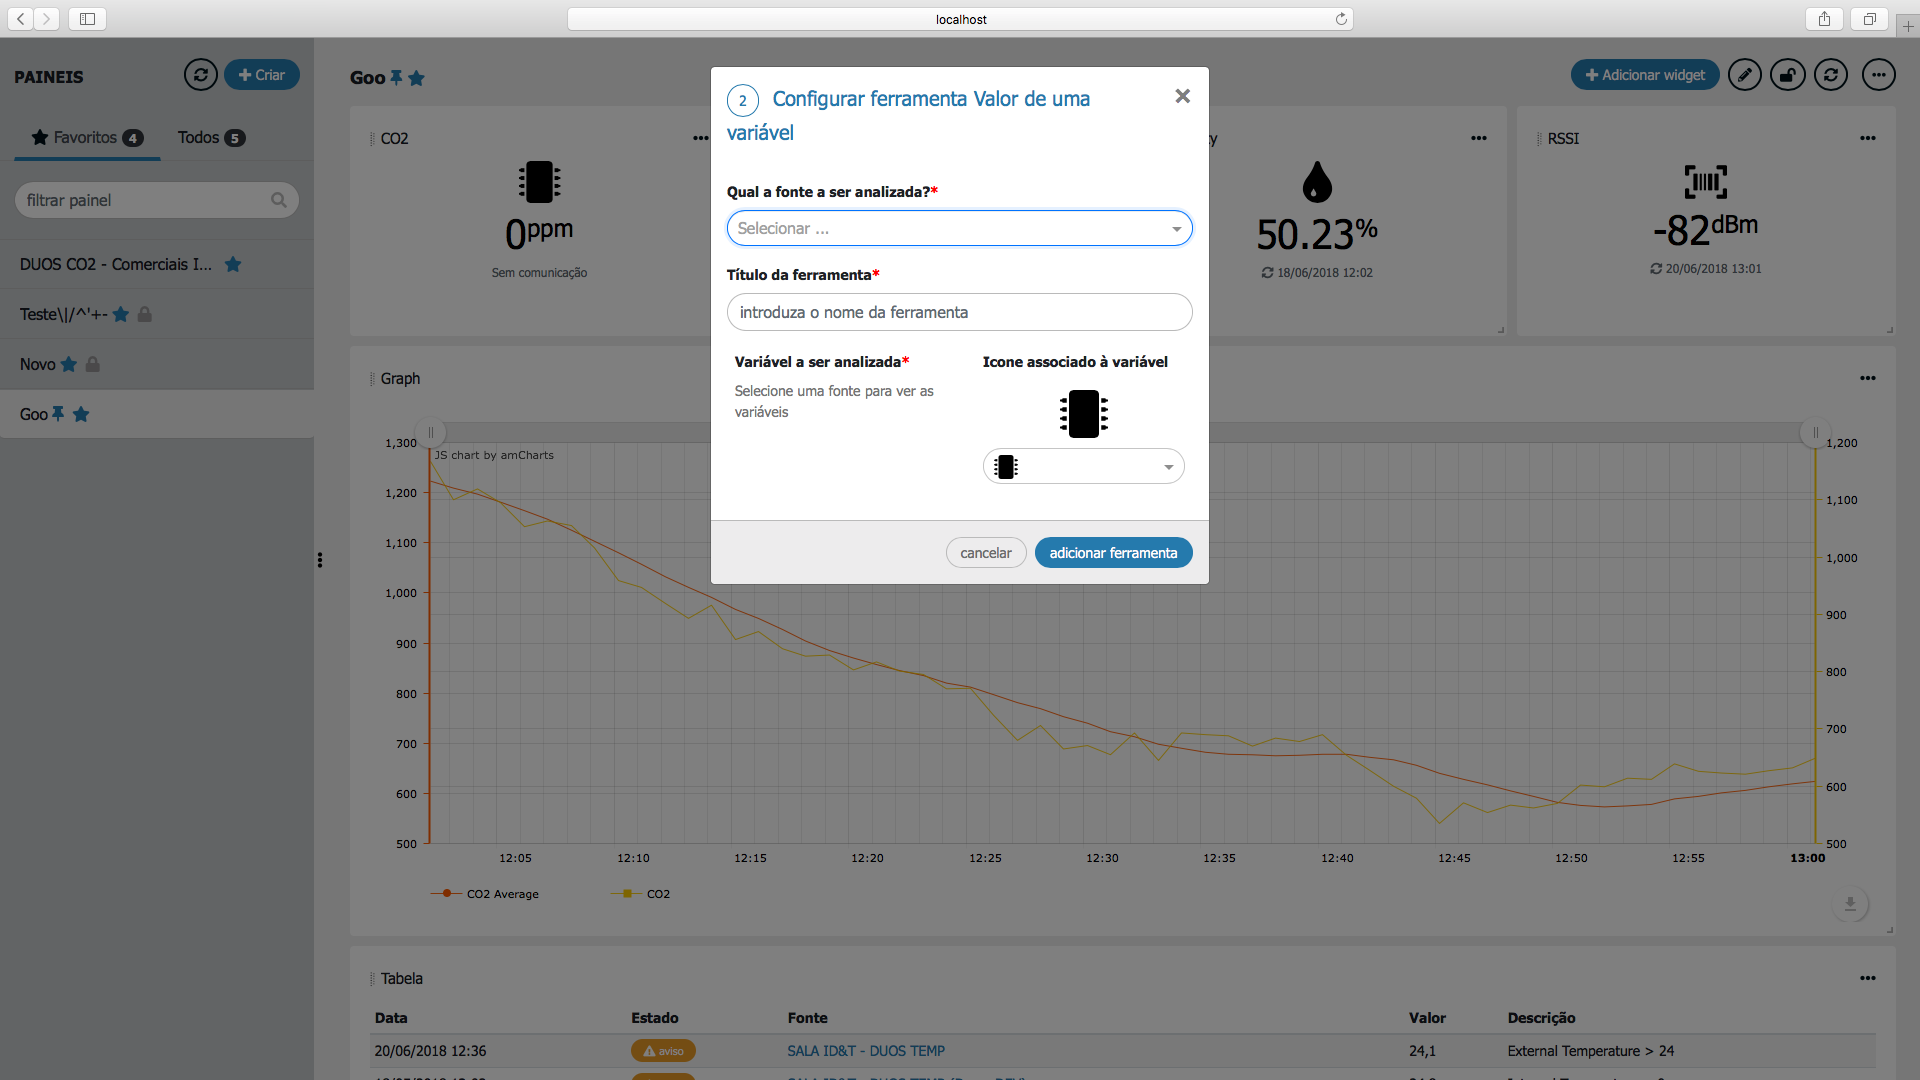 localhost
PAINEIS
Criar
Favoritos 4
Todos 5
filtrar painel
DUOS CO2 - Comerciais I...
Teste\|/^'+-
Novo
Goo
Goo
Adicionar widget
CO2
0ppm
Sem comunicação
y
50.23%
18/06/2018 12:02
RSSI
-82dBm
20/06/2018 13:01
2 Configurar ferramenta Valor de uma
variável
Qual a fonte a ser analizada?*
Selecionar ...
Título da ferramenta*
introduza o nome da ferramenta
Variável a ser analizada*
Selecione uma fonte para ver as
variáveis
Icone associado à variável
cancelar
adicionar ferramenta
Graph
JS chart by amCharts
1,300
1,200
1,100
1,000
900
800
700
600
500
1,200
1,100
1,000
900
800
700
600
500
12:05 12:10 12:15 12:20 12:25 12:30 12:35 12:40 12:45 12:50 12:55 13:00
CO2 Average CO2
Tabela
Data Estado Fonte Valor Descrição
20/06/2018 12:36 aviso SALA ID&T - DUOS TEMP 24,1 External Temperature > 24